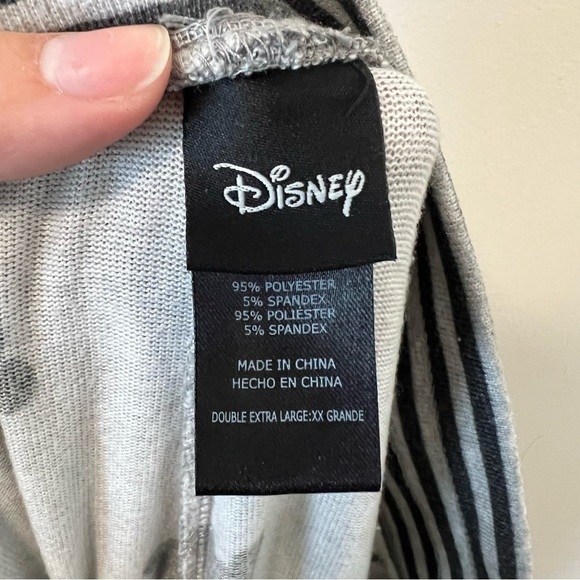 Disney
95% POLYESTER
5% SPANDEX
95% POLIESTER
5% SPANDEX
MADE IN CHINA
HECHO EN CHINA
DOUBLE EXTRA LARGE:XX GRANDE